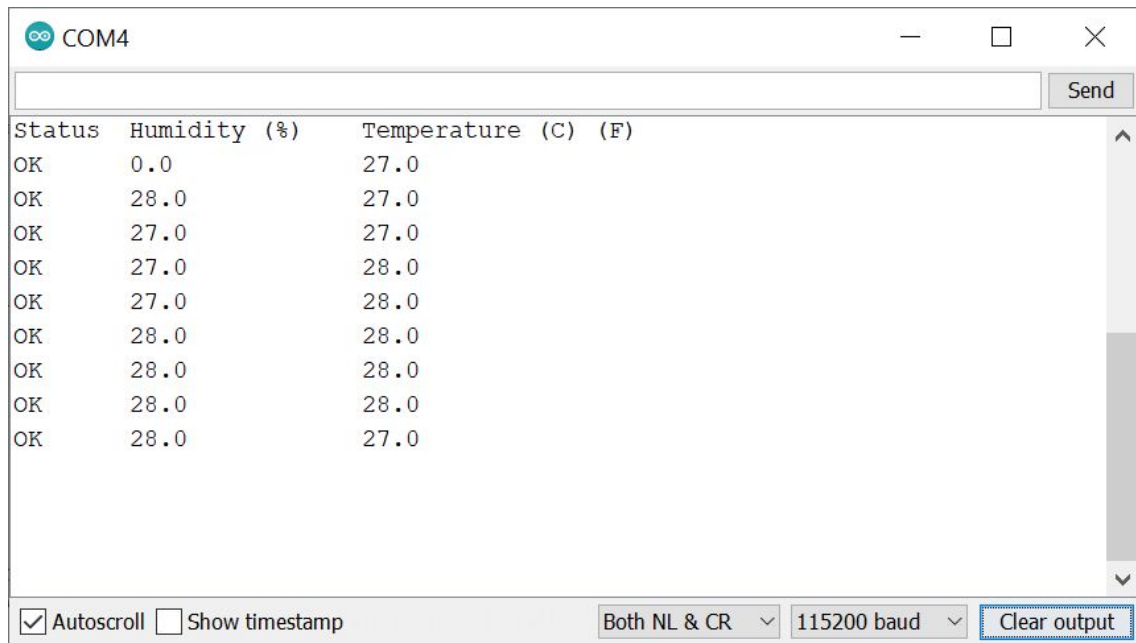 COM4
Send
Status Humidity (%) Temperature (C) (F)
OK 0.0 27.0
OK 28.0 27.0
OK 27.0 27.0
OK 27.0 28.0
OK 27.0 28.0
OK 28.0 28.0
OK 28.0 28.0
OK 28.0 28.0
OK 28.0 27.0
Autoscroll Show timestamp Both NL & CR 115200 baud Clear output